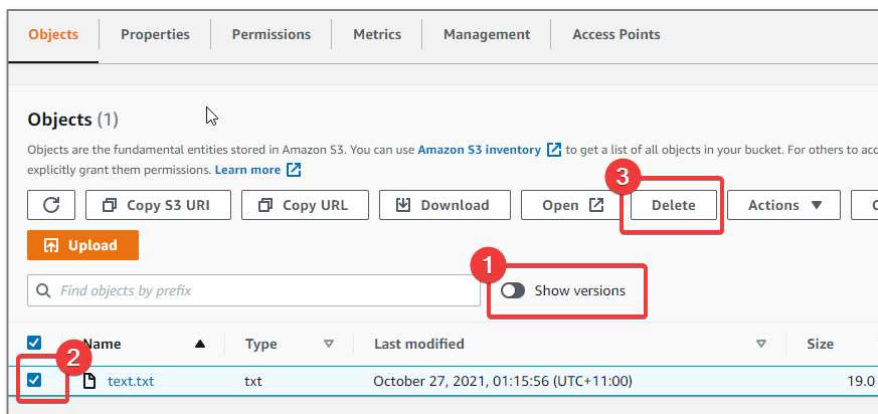 Objects Properties Permissions Metrics Management Access Points
Objects (1)
Objects are the fundamental entities stored in Amazon S3. You can use Amazon S3 inventory to get a list of all objects in your bucket. For others to acc
explicitly grant them permissions. Learn more
3
Copy S3 URI Copy URL Download Open Delete Actions C
Upload
1
Find objects by prefix Show versions
Name Type Last modified Size
2
text.txt txt October 27, 2021, 01:15:56 (UTC+11:00) 19.0